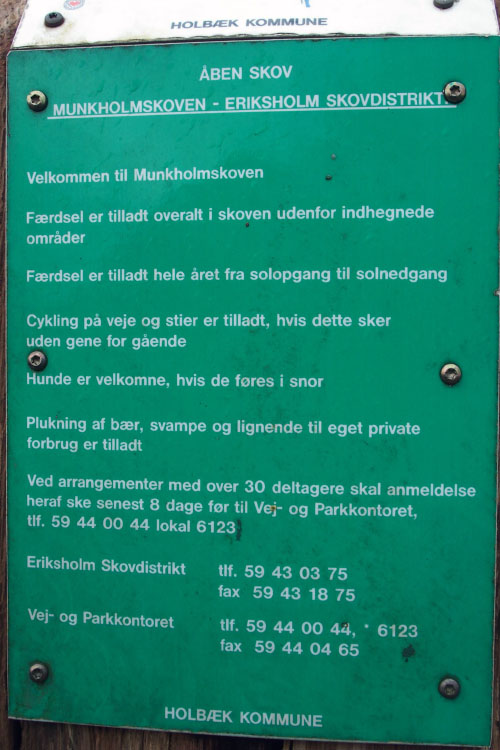 HOLBÆK KOMMUNE
ÅBEN SKOV
MUNKHOLMSKOVEN - ERIKSHOLM SKOVDISTRIKT.
Velkommen til Munkholmskoven
Færdsel er tilladt overalt i skoven udenfor indhegnede
områder
Færdsel er tilladt hele året fra solopgang til solnedgang
Cykling på veje og stier er tilladt, hvis dette sker
uden gene for gående
Hunde er velkomne, hvis de føres i snor
Plukning af bær, svampe og lignende til eget private
forbrug er tilladt
Ved arrangementer med over 30 deltagere skal anmeldelse
heraf ske senest 8 dage før til Vej- og Parkkontoret,
tlf. 59 44 00 44 lokal 6123
Eriksholm Skovdistrikt tlf. 59 43 03 75
fax 59 43 18 75
Vej- og Parkkontoret tlf. 59 44 00 44, * 6123
fax 59 44 04 65
HOLBÆK KOMMUNE